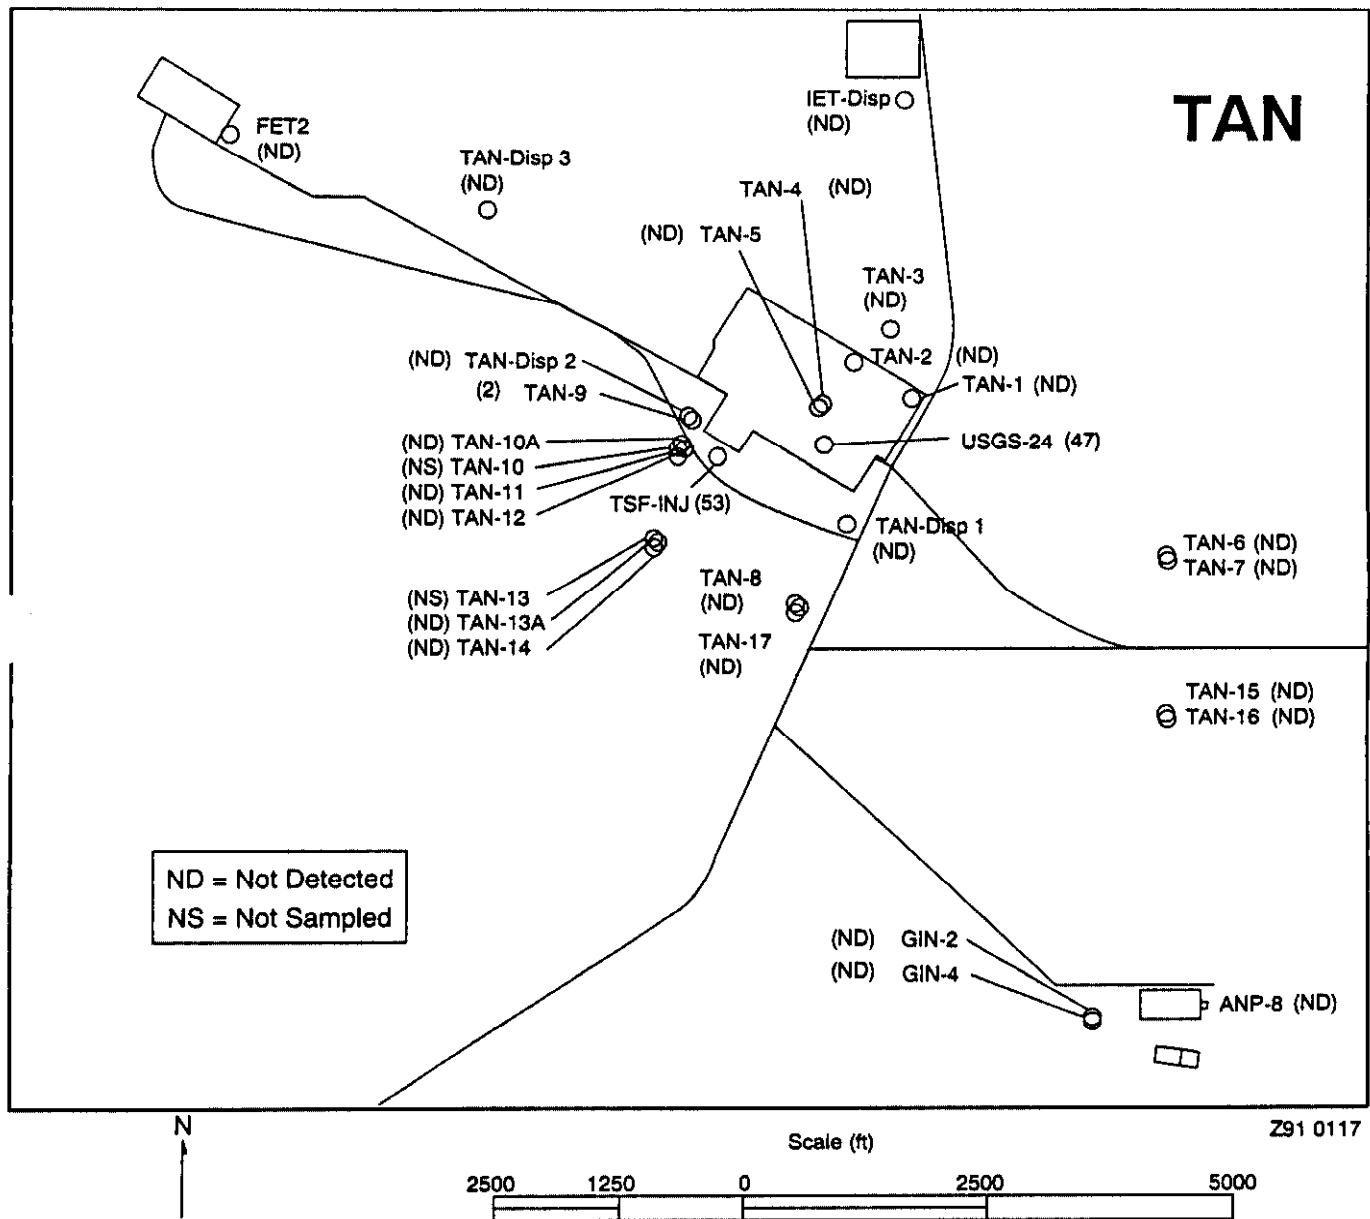 TAN
IET-Disp
(ND)
FET2
(ND)
TAN-Disp 3
(ND)
TAN-4 (ND)
(ND) TAN-5
TAN-3
(ND)
(ND) TAN-Disp 2
TAN-2 (ND)
(2) TAN-9
TAN-1 (ND)
(ND) TAN-10A
USGS-24 (47)
(NS) TAN-10
(ND) TAN-11
TSF-INJ (53)
(ND) TAN-12
TAN-Disp 1
(ND)
TAN-6 (ND)
TAN-7 (ND)
TAN-8
(ND)
(NS) TAN-13
(ND) TAN-13A
(ND) TAN-14
TAN-17
(ND)
TAN-15 (ND)
TAN-16 (ND)
ND = Not Detected
NS = Not Sampled
(ND) GIN-2
(ND) GIN-4
ANP-8 (ND)
N
Scale (ft)
Z91 0117
2500 1250 0 2500 5000